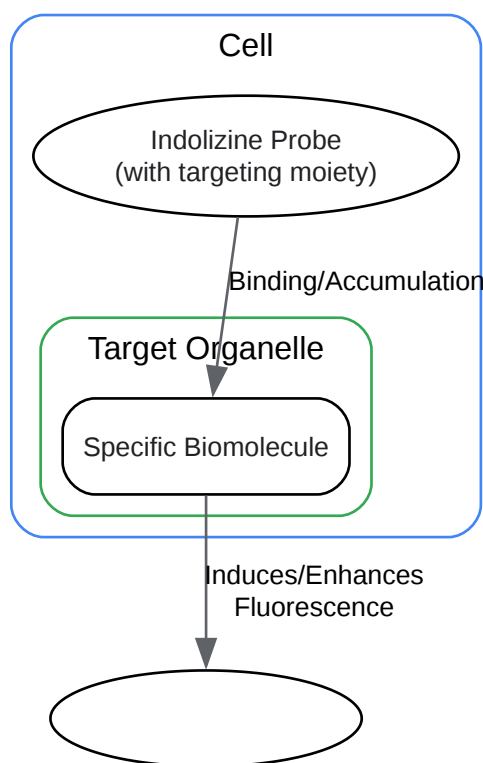 Cell
Indolizine Probe
(with targeting moiety)
Binding/Accumulation
Target Organelle
Specific Biomolecule
Induces/Enhances
Fluorescence